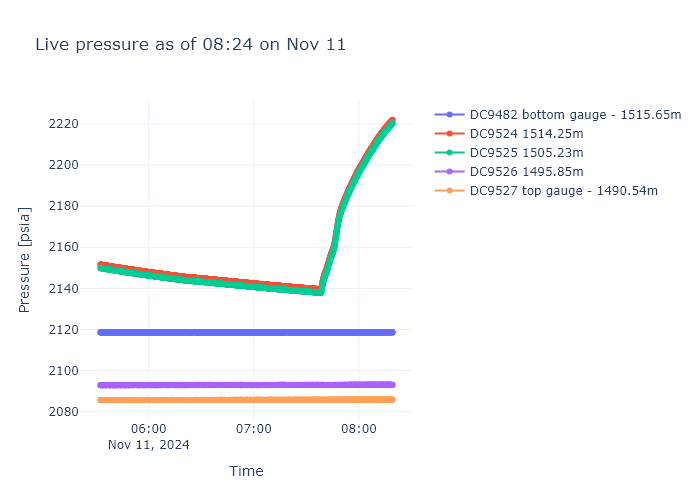 Live pressure as of 08:24 on Nov 11
DC9482 bottom gauge - 1515.65m
DC9524 1514.25m
DC9525 1505.23m
DC9526 1495.85m
DC9527 top gauge - 1490.54m
Pressure [psia]
2220
2200
2180
2160
2140
2120
2100
2080
06:00
07:00
08:00
Nov 11, 2024
Time